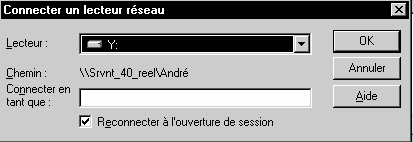 Connecter un lecteur réseau
Lecteur :
Y:
OK
Chemin :
\\Srvnt_40_reel\André
Annuler
Connecter en
tant que :
Aide
Reconnecter à l'ouverture de session